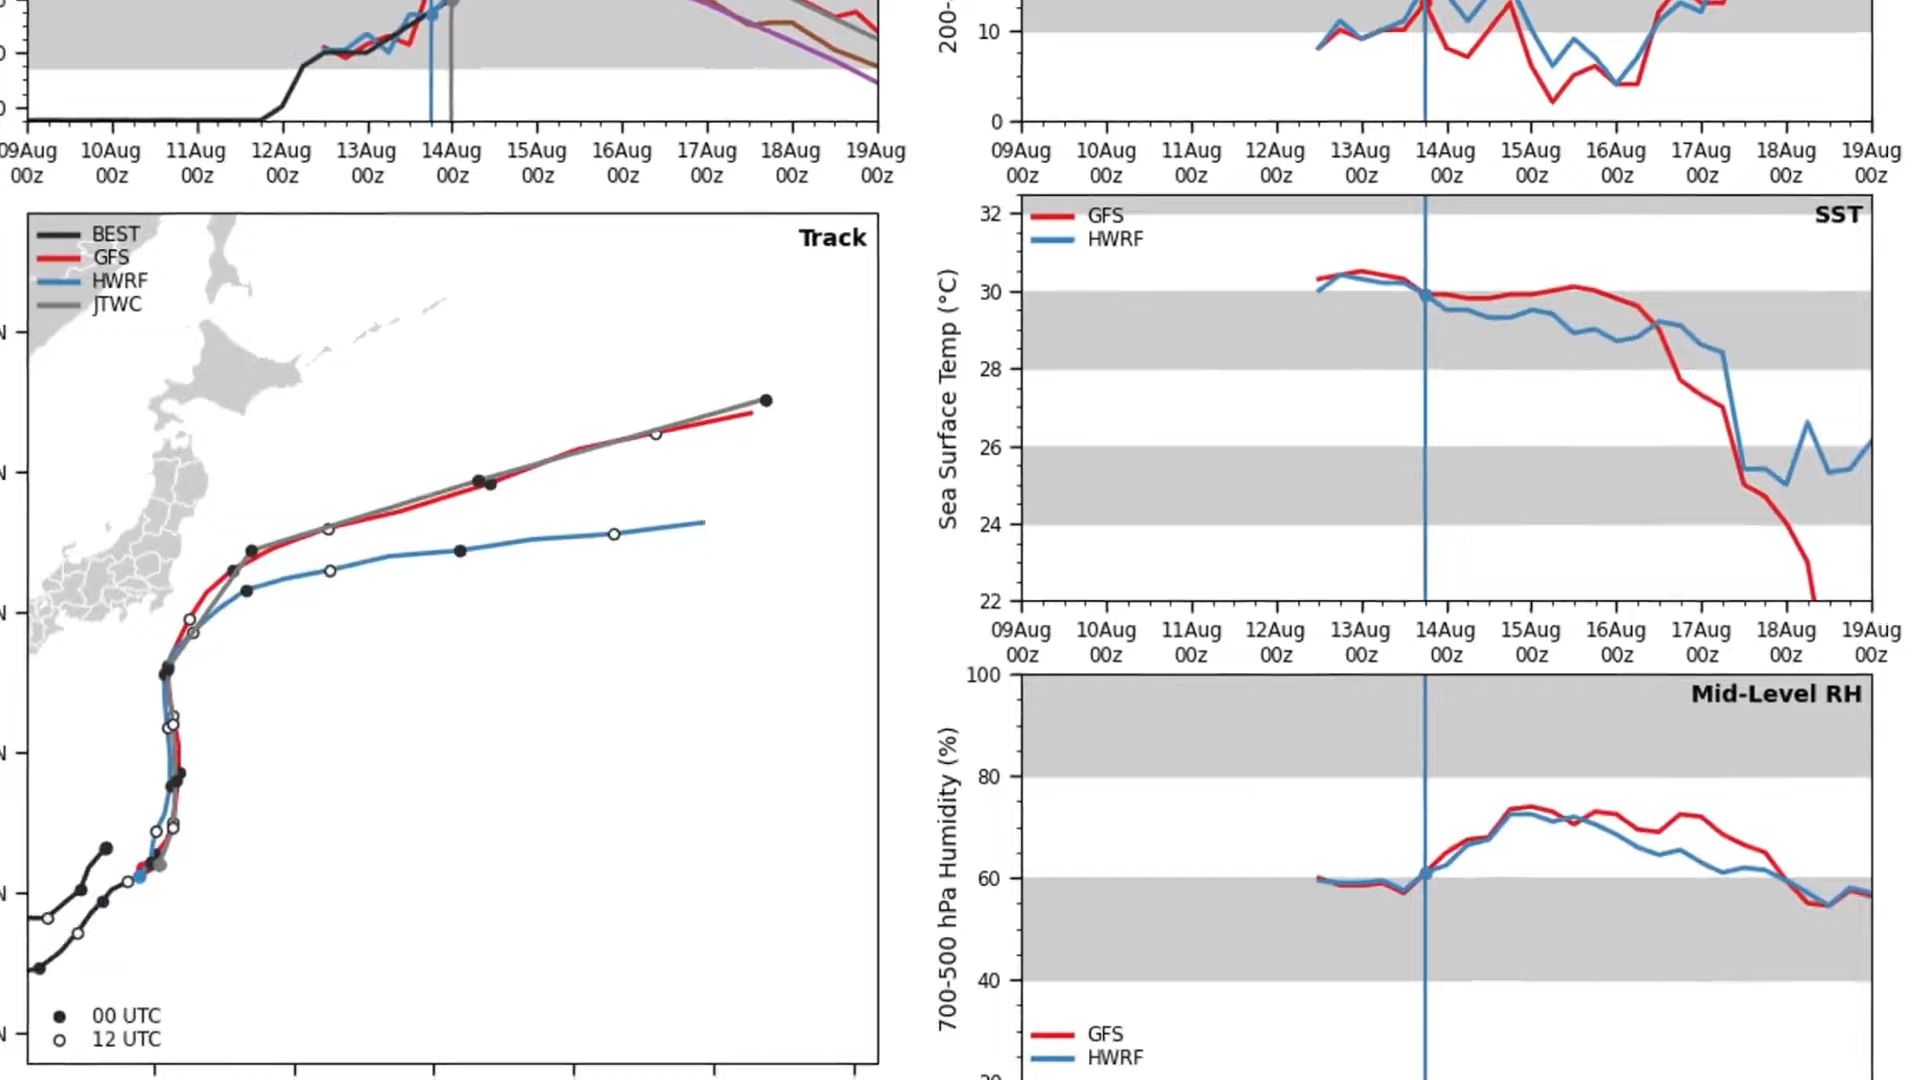 0
0
09Aug 10Aug 11Aug 12Aug 13Aug 14Aug 15Aug 16Aug 17Aug 18Aug 19Aug
00z 00z 00z 00z 00z 00z 00z 00z 00z 00z 00z
BEST
GFS
HWRF
JTWC
Track
N
N
N
N
N
N
00 UTC
12 UTC
200-
10
0
09Aug 10Aug 11Aug 12Aug 13Aug 14Aug 15Aug 16Aug 17Aug 18Aug 19Aug
00z 00z 00z 00z 00z 00z 00z 00z 00z 00z 00z
GFS
HWRF
SST
Sea Surface Temp (°C)
32
30
28
26
24
22
09Aug 10Aug 11Aug 12Aug 13Aug 14Aug 15Aug 16Aug 17Aug 18Aug 19Aug
00z 00z 00z 00z 00z 00z 00z 00z 00z 00z 00z
Mid-Level RH
700-500 hPa Humidity (%)
100
80
60
40
20
GFS
HWRF